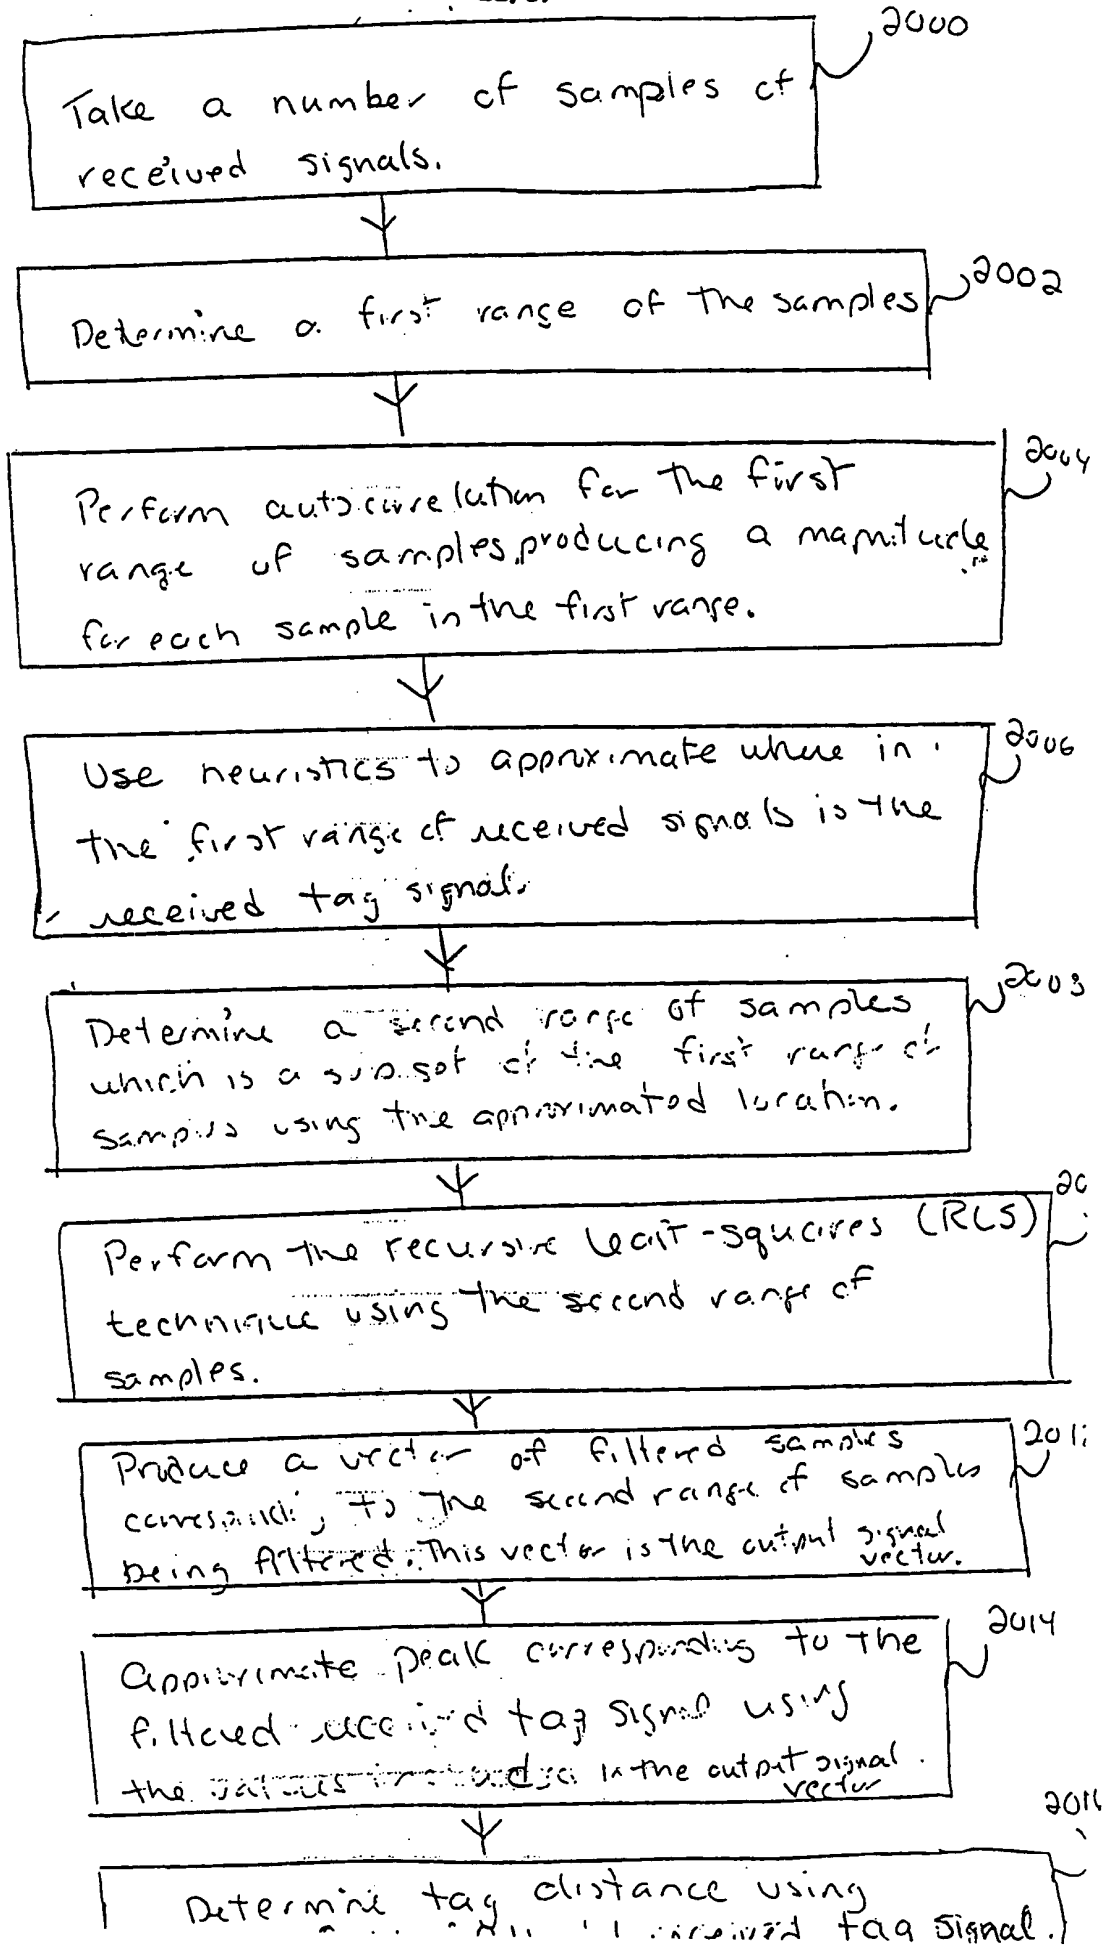 2000
Take a number of samples of
received signals.
2002
Determine a first range of the samples
2004
Perform autocorrelation for the first
range of samples, producing a magnitude
for each sample in the first range.
2006
Use heuristics to approximate where in
the first range of received signals is the
received tag signal.
2008
Determine a second range of samples
which is a subset of the first range of
samples using the approximated location.
20
Perform the recursive least-squares (RLS)
technique using the second range of
samples.
201
Produce a vector of filtered samples
corresponding to the second range of samples
being filtered. This vector is the output signal
vector.
2014
Approximate peak corresponding to the
filtered received tag signal using
the values in the output signal
vector
2016
Determine tag distance using
received tag signal.